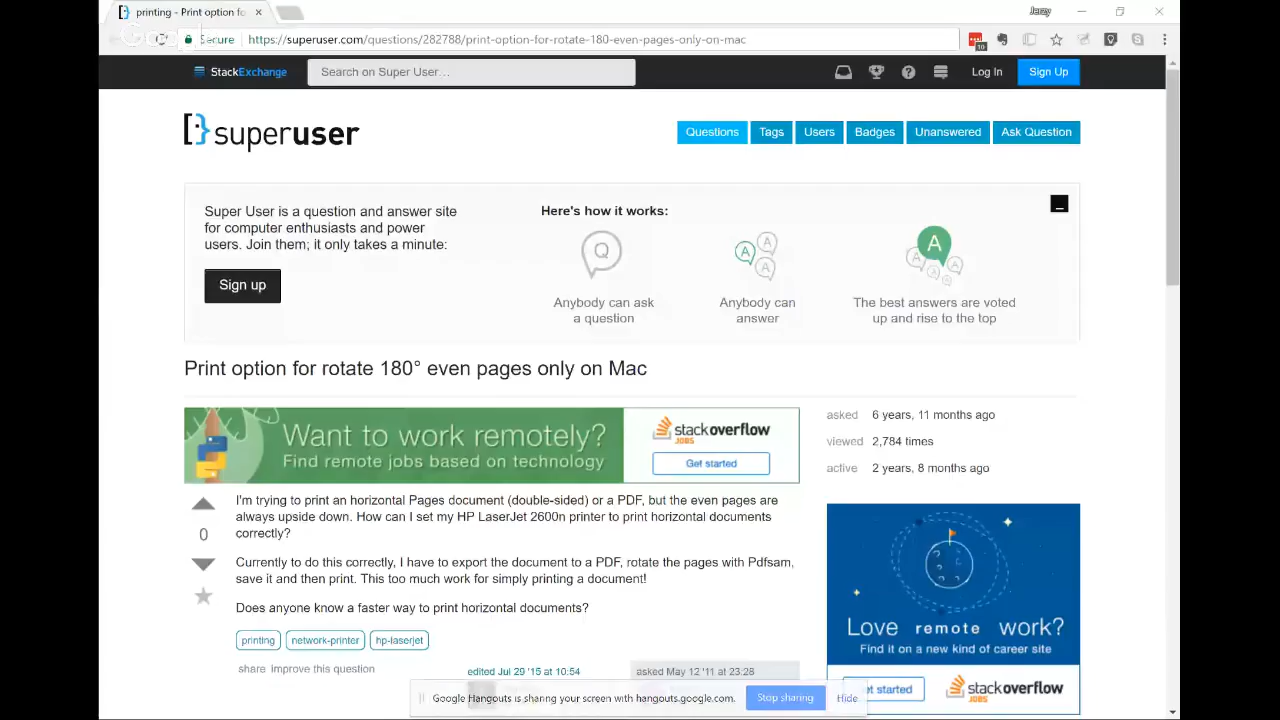 printing - Print option fo
Jerzy
Secure
https://superuser.com/questions/282788/print-option-for-rotate-180-even-pages-only-on-mac
10
StackExchange
Search on Super User...
Log In
Sign Up
superuser
Questions
Tags
Users
Badges
Unanswered
Ask Question
Super User is a question and answer site
for computer enthusiasts and power
users. Join them; it only takes a minute:
Sign up
Here's how it works:
Q
A
A
A
A
A
A
Anybody can ask
a question
Anybody can
answer
The best answers are voted
up and rise to the top
Print option for rotate 180° even pages only on Mac
Want to work remotely?
Find remote jobs based on technology
stackoverflow
JOBS
Get started
asked 6 years, 11 months ago
viewed 2,784 times
active 2 years, 8 months ago
0
I'm trying to print an horizontal Pages document (double-sided) or a PDF, but the even pages are
always upside down. How can I set my HP LaserJet 2600n printer to print horizontal documents
correctly?
Currently to do this correctly, I have to export the document to a PDF, rotate the pages with Pdfsam,
save it and then print. This too much work for simply printing a document!
Does anyone know a faster way to print horizontal documents?
printing
network-printer
hp-laserjet
share improve this question
edited Jul 29 '15 at 10:54
asked May 12 '11 at 23:28
Love remote work?
Find it on a new kind of career site
et started
stackoverflow
JOBS
Google Hangouts is sharing your screen with hangouts.google.com.
Stop sharing
Hide